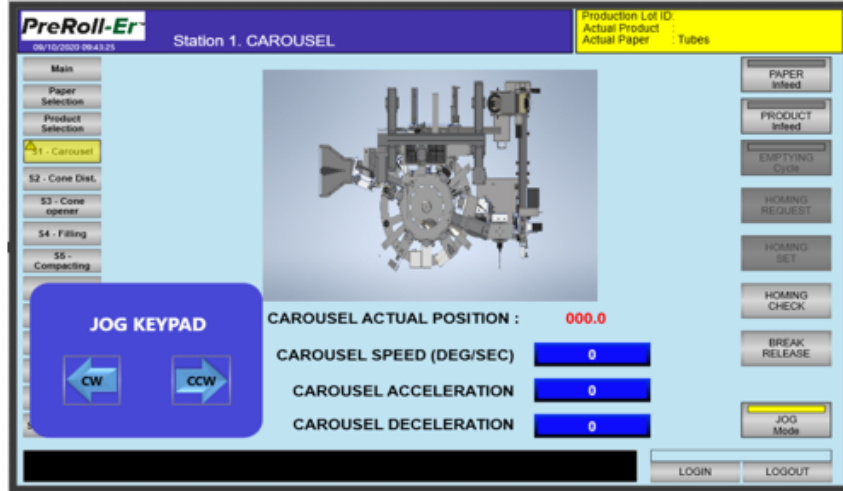 PreRoll-Er™
09/10/2020 09:43:25
Station 1. CAROUSEL
Production Lot ID:
Actual Product :
Actual Paper : Tubes
Main
Paper
Selection
Product
Selection
S1 - Carousel
S2 - Cone Dist.
S3 - Cone
opener
S4 - Filling
S5 -
Compacting
JOG KEYPAD
CW
CCW
CAROUSEL ACTUAL POSITION :
000.0
CAROUSEL SPEED (DEG/SEC)
0
CAROUSEL ACCELERATION
0
CAROUSEL DECELERATION
0
PAPER
Infeed
PRODUCT
Infeed
EMPTYING
Cycle
HOMING
REQUEST
HOMING
SET
HOMING
CHECK
BREAK
RELEASE
JOG
Mode
LOGIN
LOGOUT